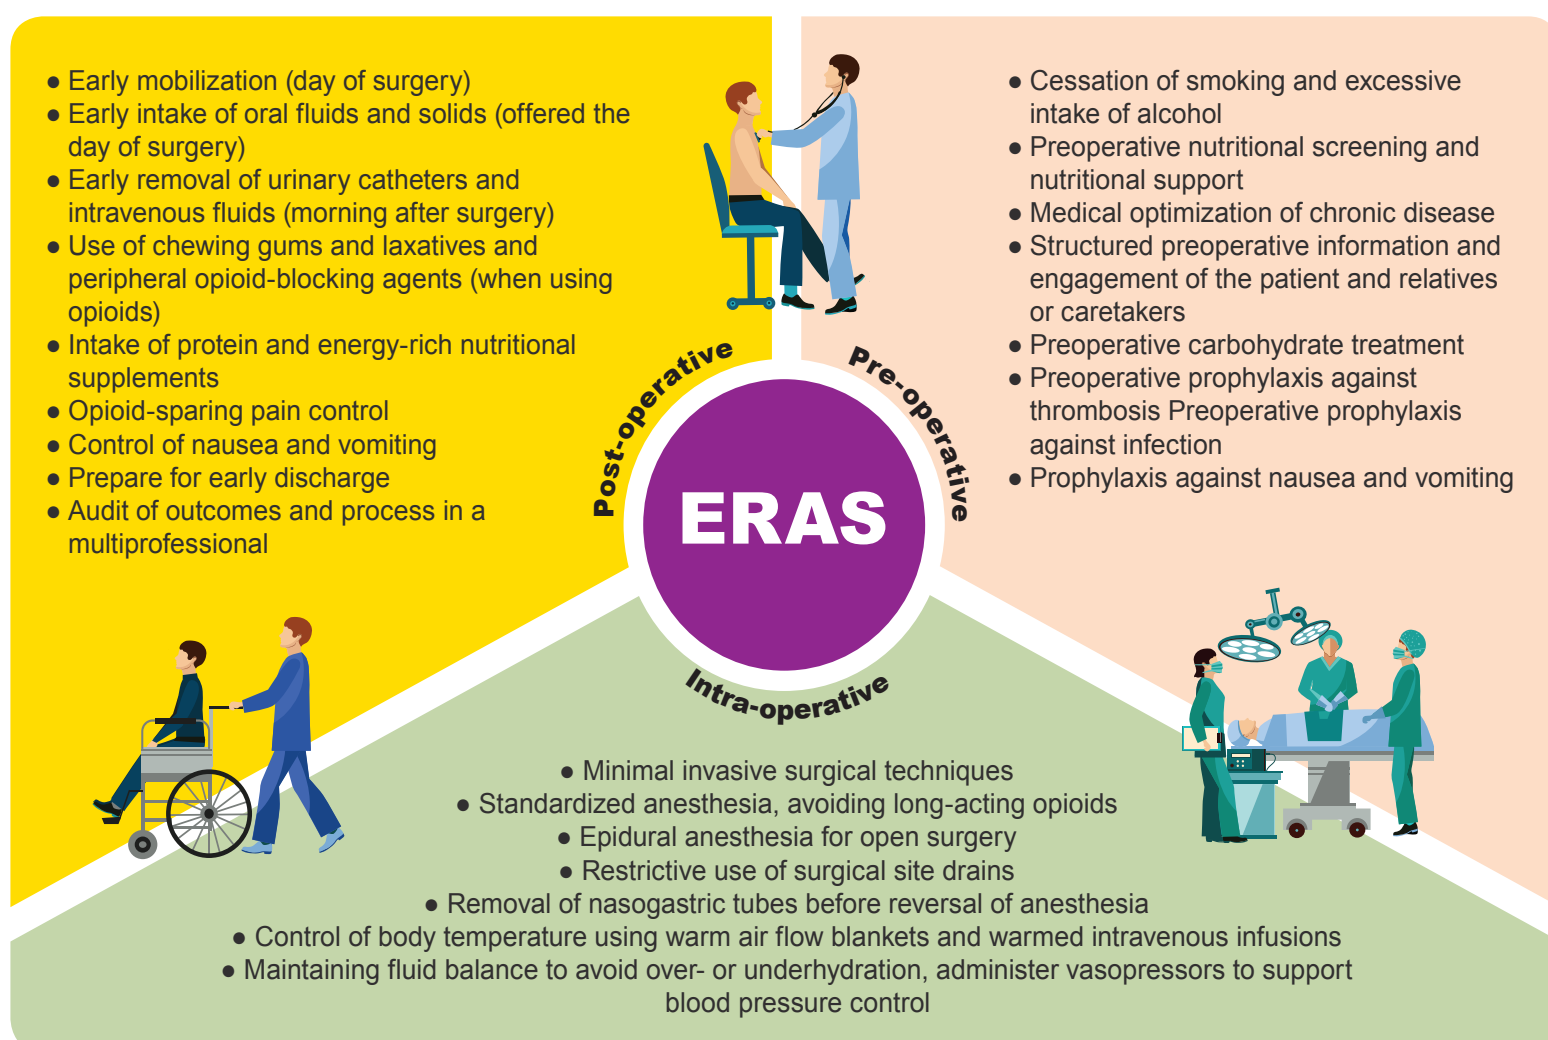 ● Early mobilization (day of surgery)
● Early intake of oral fluids and solids (offered the
day of surgery)
● Early removal of urinary catheters and
intravenous fluids (morning after surgery)
● Use of chewing gums and laxatives and
peripheral opioid-blocking agents (when using
opioids)
● Intake of protein and energy-rich nutritional
supplements
● Opioid-sparing pain control
● Control of nausea and vomiting
● Prepare for early discharge
● Audit of outcomes and process in a
multiprofessional
● Cessation of smoking and excessive
intake of alcohol
● Preoperative nutritional screening and
nutritional support
● Medical optimization of chronic disease
● Structured preoperative information and
engagement of the patient and relatives
or caretakers
● Preoperative carbohydrate treatment
● Preoperative prophylaxis against
thrombosis Preoperative prophylaxis
against infection
● Prophylaxis against nausea and vomiting
Post-operative
Pre-operative
ERAS
Intra-operative
● Minimal invasive surgical techniques
● Standardized anesthesia, avoiding long-acting opioids
● Epidural anesthesia for open surgery
● Restrictive use of surgical site drains
● Removal of nasogastric tubes before reversal of anesthesia
● Control of body temperature using warm air flow blankets and warmed intravenous infusions
● Maintaining fluid balance to avoid over- or underhydration, administer vasopressors to support
blood pressure control